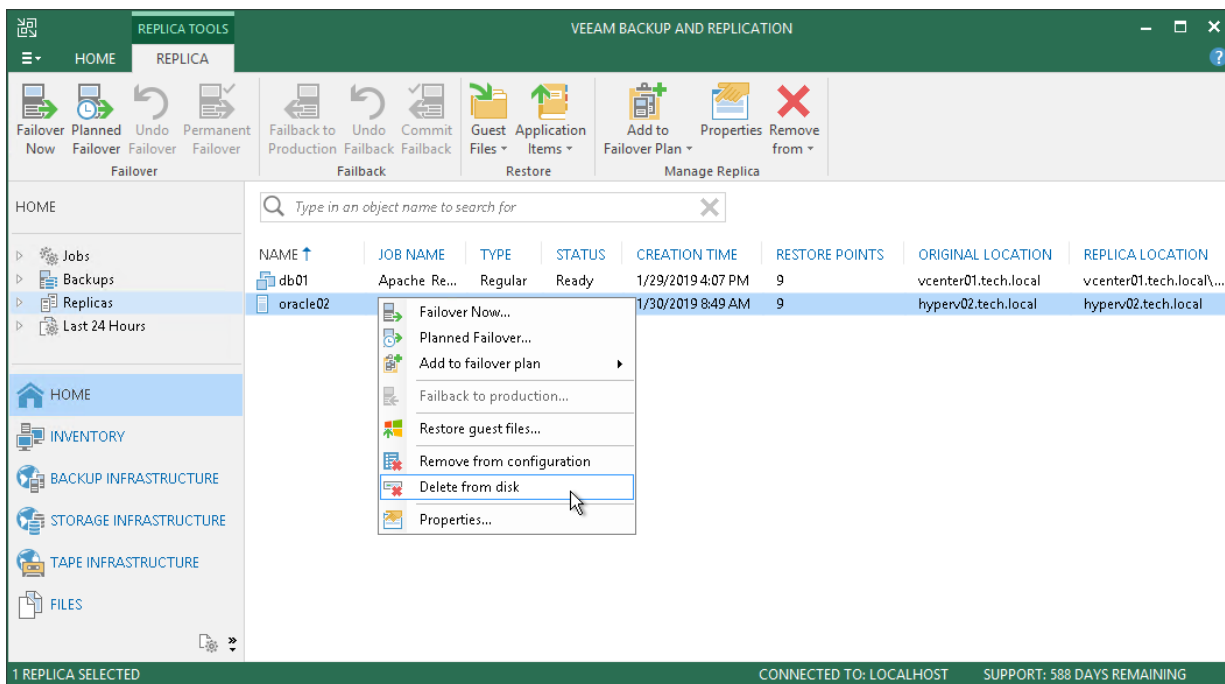 REPLICA TOOLS VEEAM BACKUP AND REPLICATION
HOME REPLICA
Failover Now Planned Failover Undo Failover Permanent Failover
Failover
Failback to Production Undo Failback Commit Failback
Failback
Guest Files Application Items
Restore
Add to Failover Plan Properties Remove from
Manage Replica
HOME
Type in an object name to search for
Jobs
Backups
Replicas
Last 24 Hours
NAME JOB NAME TYPE STATUS CREATION TIME RESTORE POINTS ORIGINAL LOCATION REPLICA LOCATION
db01 Apache Re... Regular Ready 1/29/2019 4:07 PM 9 vcenter01.tech.local vcenter01.tech.local\...
oracle02 1/30/2019 8:49 AM 9 hyperv02.tech.local hyperv02.tech.local
Failover Now...
Planned Failover...
Add to failover plan
Failback to production...
Restore guest files...
Remove from configuration
Delete from disk
Properties...
HOME
INVENTORY
BACKUP INFRASTRUCTURE
STORAGE INFRASTRUCTURE
TAPE INFRASTRUCTURE
FILES
1 REPLICA SELECTED CONNECTED TO: LOCALHOST SUPPORT: 588 DAYS REMAINING